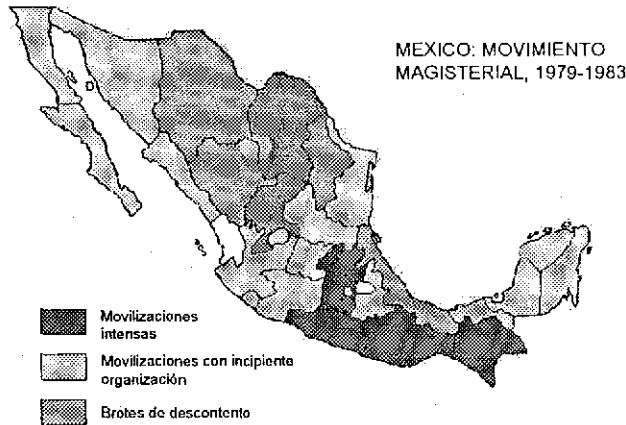 MEXICO: MOVIMIENTO
MAGISTERIAL, 1979-1983
Movilizaciones
intensas
Movilizaciones con incipiente
organización
Brotes de descontento